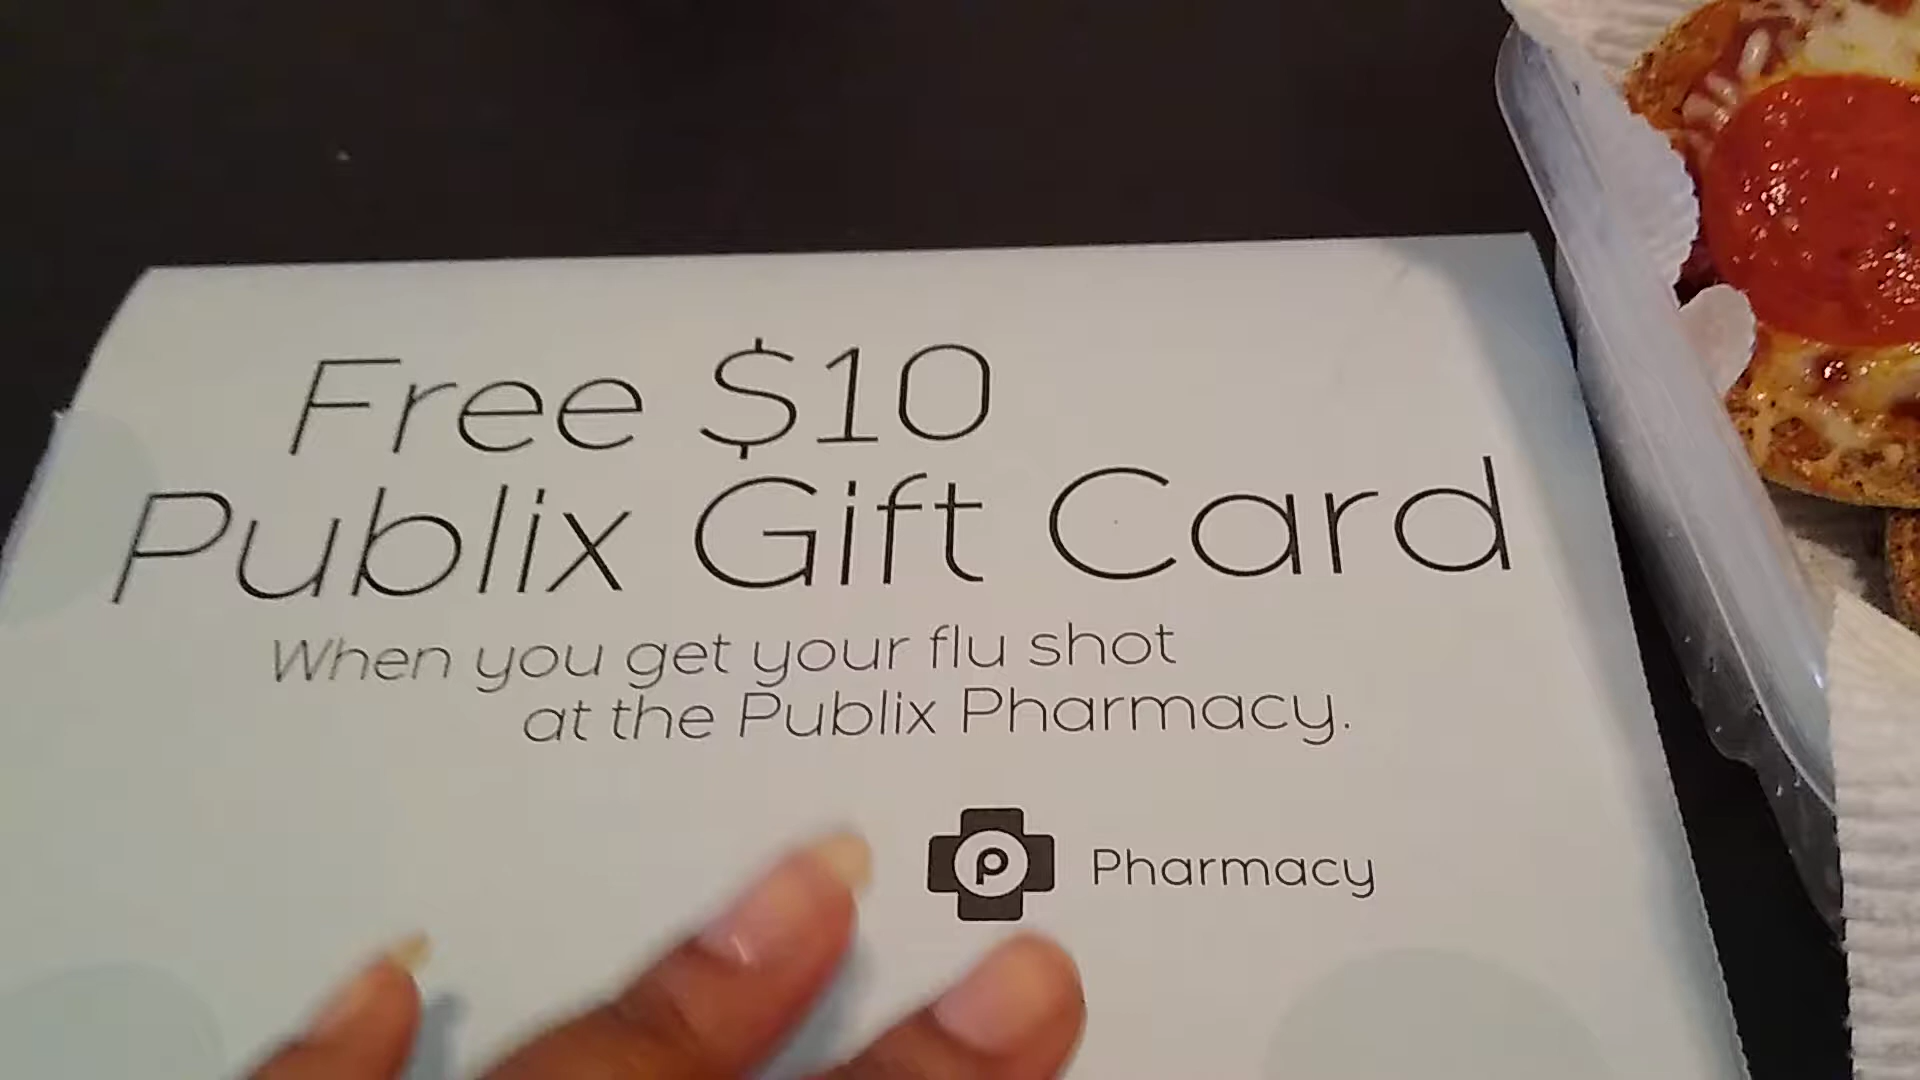 Free $10
Publix Gift Card
When you get your flu shot
at the Publix Pharmacy.
p Pharmacy